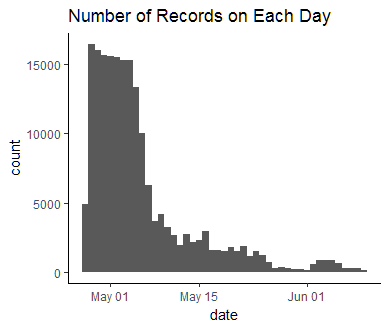 Number of Records on Each Day
15000
10000
5000
0
count
May 01
May 15
Jun 01
date